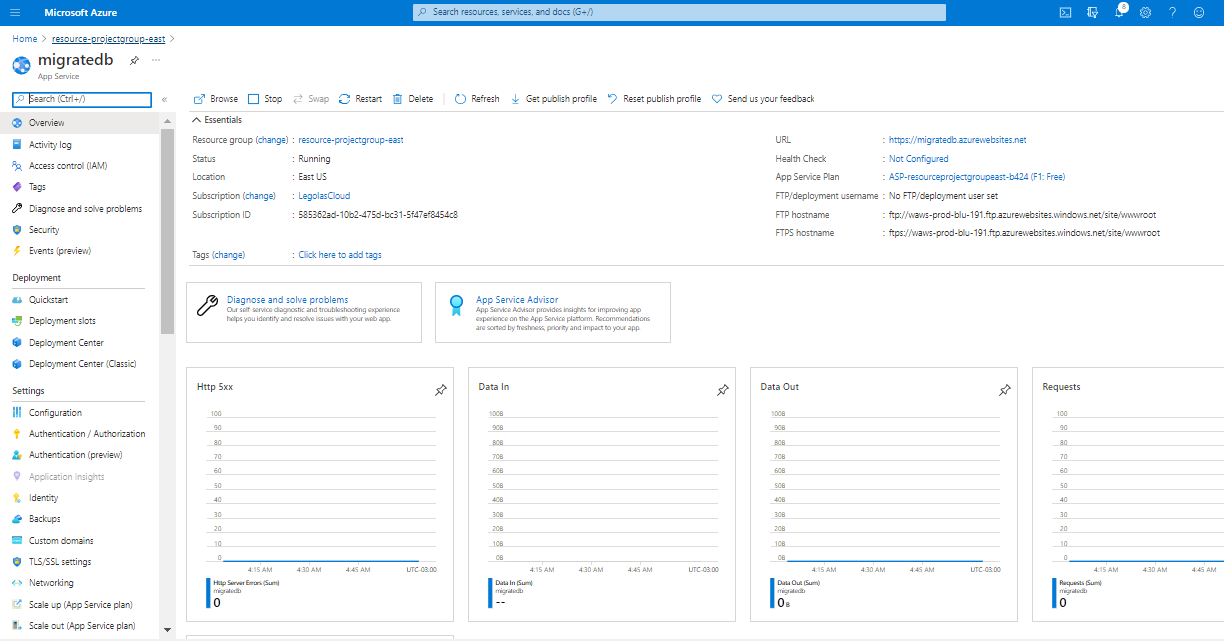 Microsoft Azure
Search resources, services, and docs (G+/)
8
Home > resource-projectgroup-east >
migratedb
App Service
Search (Ctrl+/)
Overview
Activity log
Access control (IAM)
Tags
Diagnose and solve problems
Security
Events (preview)
Deployment
Quickstart
Deployment slots
Deployment Center
Deployment Center (Classic)
Settings
Configuration
Authentication / Authorization
Authentication (preview)
Application Insights
Identity
Backups
Custom domains
TLS/SSL settings
Networking
Scale up (App Service plan)
Scale out (App Service plan)
Browse Stop Swap Restart Delete Refresh Get publish profile Reset publish profile Send us your feedback
Essentials
Resource group (change) : resource-projectgroup-east
Status : Running
Location : East US
Subscription (change) : LegolasCloud
Subscription ID : 585362ad-10b2-475d-bc31-5f47ef8454c8
Tags (change) : Click here to add tags
URL : https://migratedb.azurewebsites.net
Health Check : Not Configured
App Service Plan : ASP-resourceprojectgroupeast-b424 (F1: Free)
FTP/deployment username : No FTP/deployment user set
FTP hostname : ftp://waws-prod-blu-191.ftp.azurewebsites.windows.net/site/wwwroot
FTPS hostname : ftps://waws-prod-blu-191.ftp.azurewebsites.windows.net/site/wwwroot
Diagnose and solve problems
Our self-service diagnostic and troubleshooting experience
helps you identify and resolve issues with your web app.
App Service Advisor
App Service Advisor provides insights for improving app
experience on the App Service platform. Recommendations
are sorted by freshness, priority and impact to your app.
Http 5xx
100
90
80
70
60
50
40
30
20
10
0
4:15 AM 4:30 AM 4:45 AM UTC-03:00
Http Server Errors (Sum)
migratedb
0
Data In
100B
90B
80B
70B
60B
50B
40B
30B
20B
10B
0B
4:15 AM 4:30 AM 4:45 AM UTC-03:00
Data In (Sum)
migratedb
--
Data Out
100B
90B
80B
70B
60B
50B
40B
30B
20B
10B
0B
4:15 AM 4:30 AM 4:45 AM UTC-03:00
Data Out (Sum)
migratedb
0 B
Requests
100
90
80
70
60
50
40
30
20
10
0
4:15 AM 4:30 AM 4:45 AM
Requests (Sum)
migratedb
0